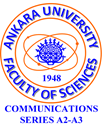 ANKARA UNIVERSITY
FACULTY OF SCIENCES
1948
COMMUNICATIONS
SERIES A2-A3